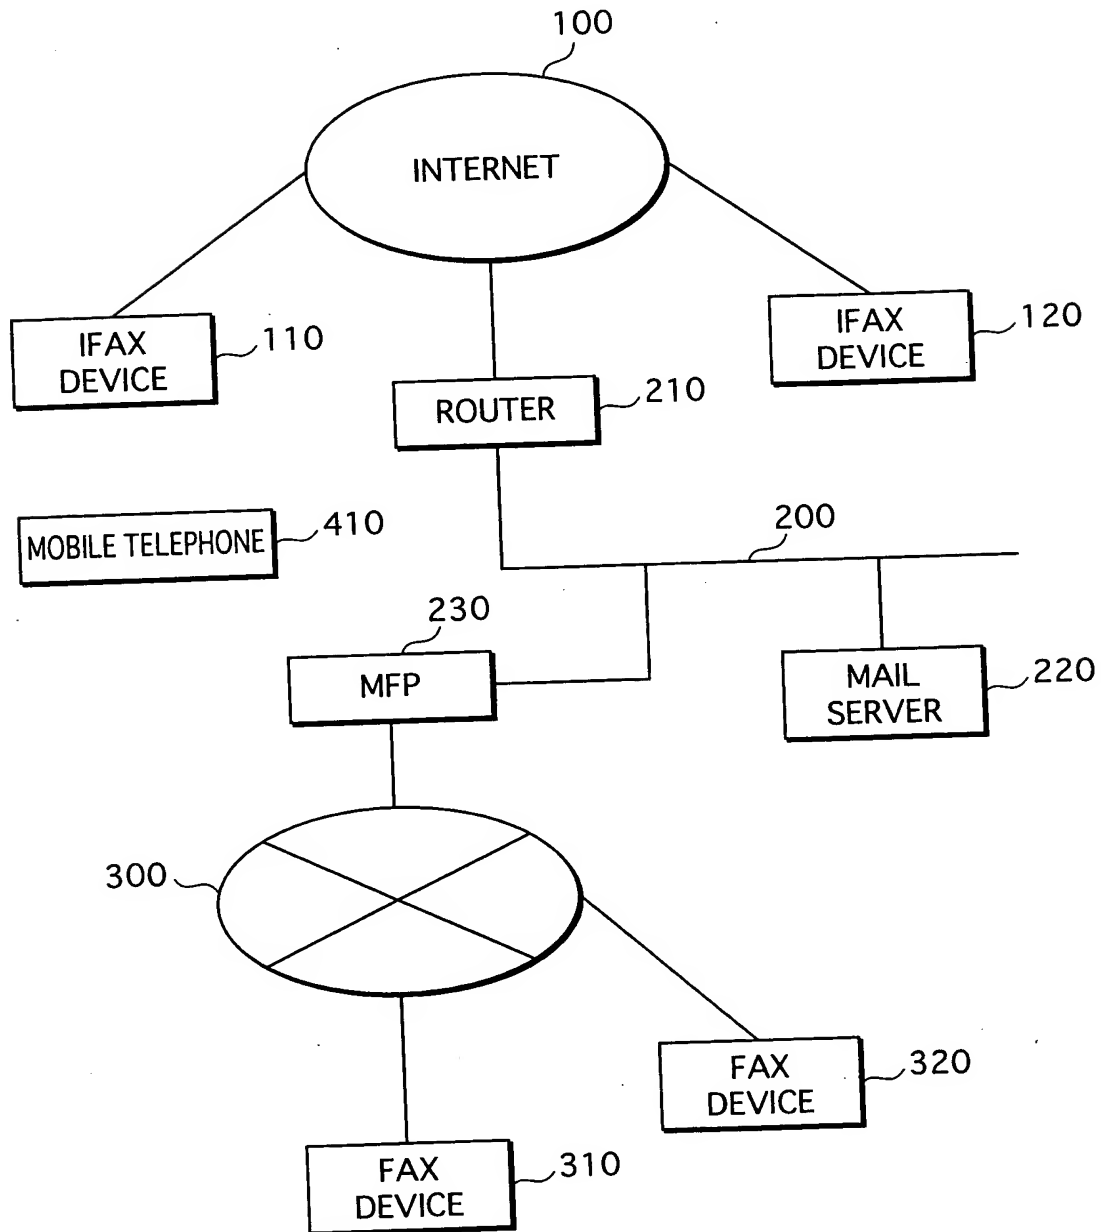 100
INTERNET
IFAX
DEVICE
110
IFAX
DEVICE
120
ROUTER
210
MOBILE TELEPHONE
410
200
230
MFP
MAIL
SERVER
220
300
FAX
DEVICE
320
FAX
DEVICE
310